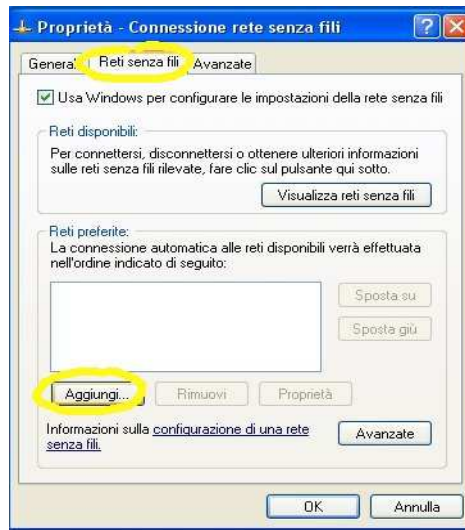 Proprietà - Connessione rete senza fili
Generali Reti senza fili Avanzate
Usa Windows per configurare le impostazioni della rete senza fili
Reti disponibili:
Per connettersi, disconnettersi o ottenere ulteriori informazioni
sulle reti senza fili rilevate, fare clic sul pulsante qui sotto.
Visualizza reti senza fili
Reti preferite:
La connessione automatica alle reti disponibili verrà effettuata
nell'ordine indicato di seguito:
Sposta su
Sposta giù
Aggiungi... Rimuovi Proprietà
Informazioni sulla configurazione di una rete
senza fili.
Avanzate
OK Annulla